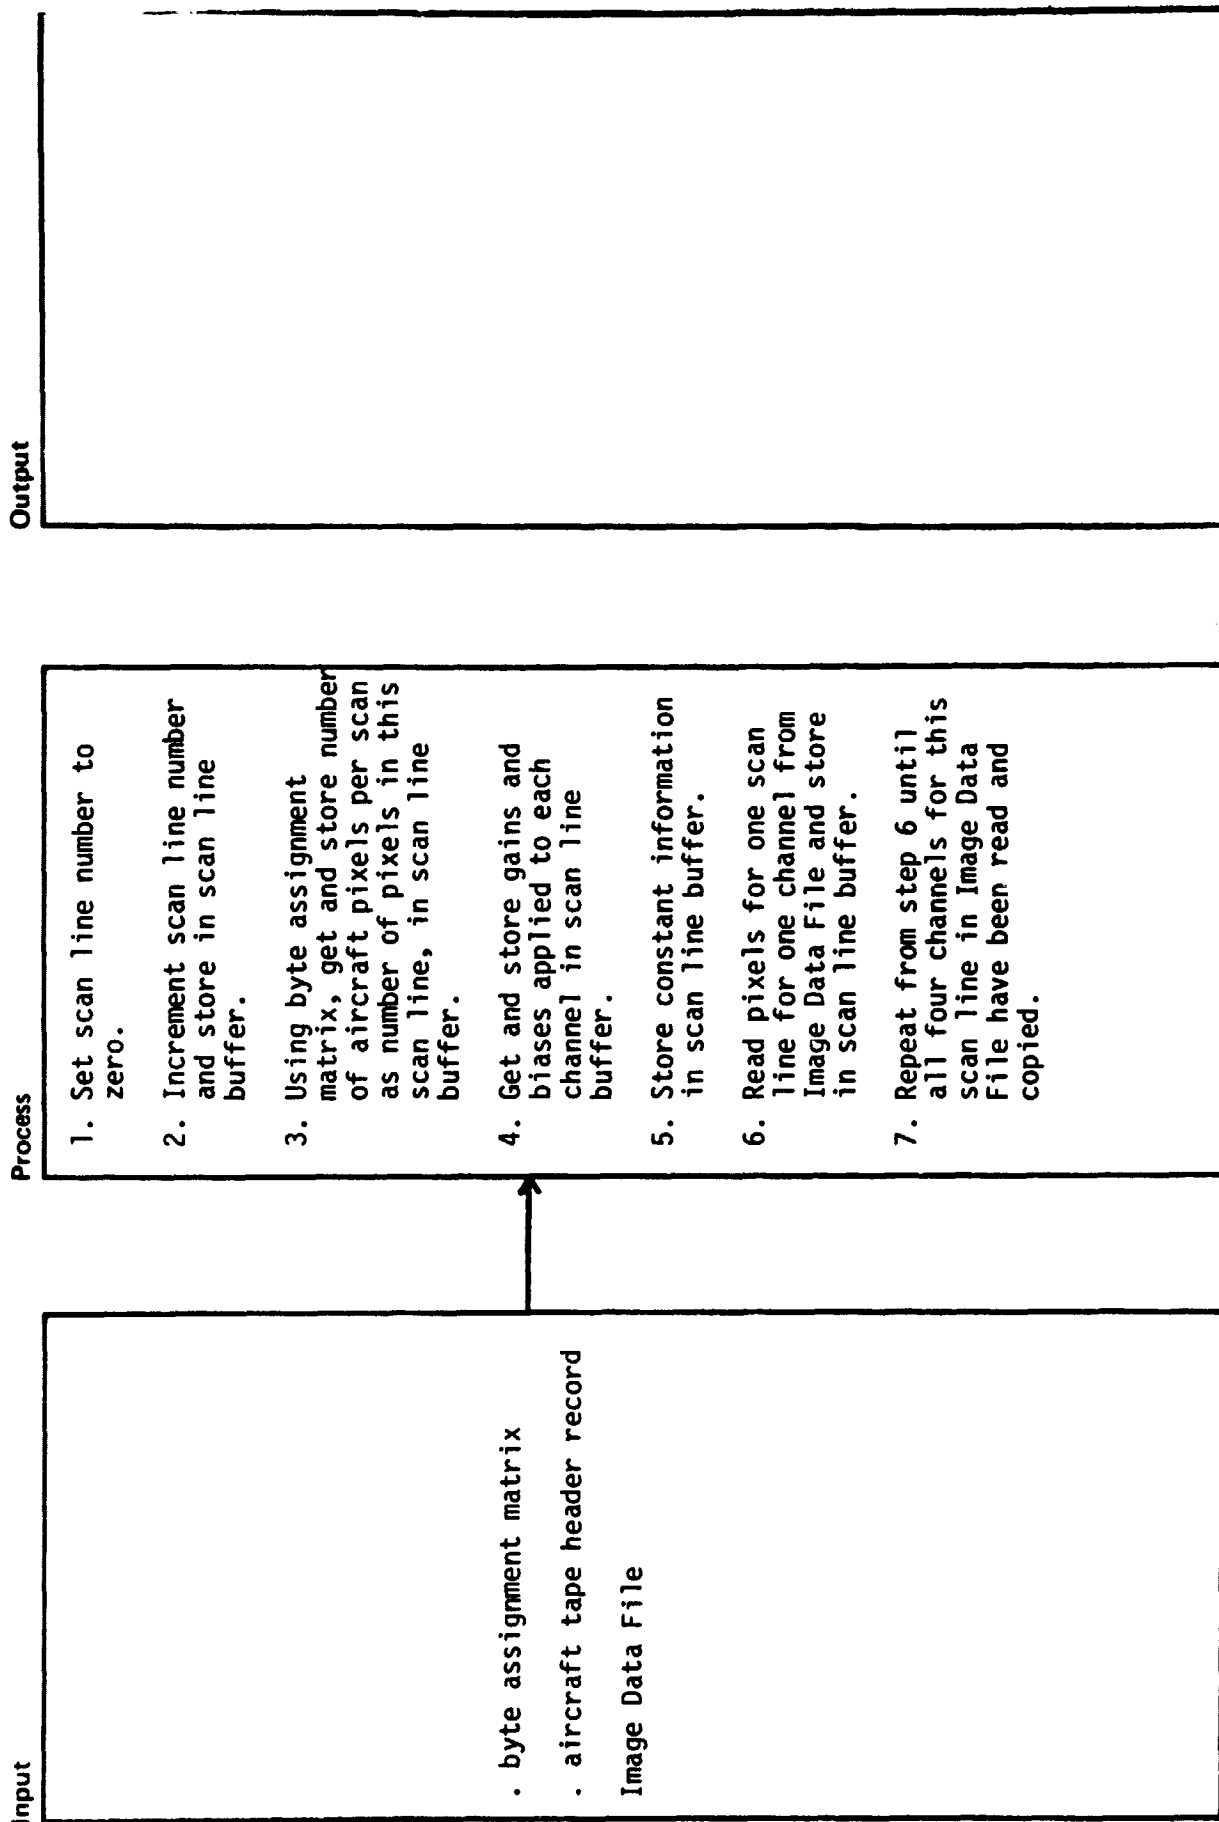 Input
. byte assignment matrix
. aircraft tape header record
Image Data File
Process
1. Set scan line number to
zero.
2. Increment scan line number
and store in scan line
buffer.
3. Using byte assignment
matrix, get and store number
of aircraft pixels per scan
as number of pixels in this
scan line, in scan line
buffer.
4. Get and store gains and
biases applied to each
channel in scan line
buffer.
5. Store constant information
in scan line buffer.
6. Read pixels for one scan
line for one channel from
Image Data File and store
in scan line buffer.
7. Repeat from step 6 until
all four channels for this
scan line in Image Data
File have been read and
copied.
Output